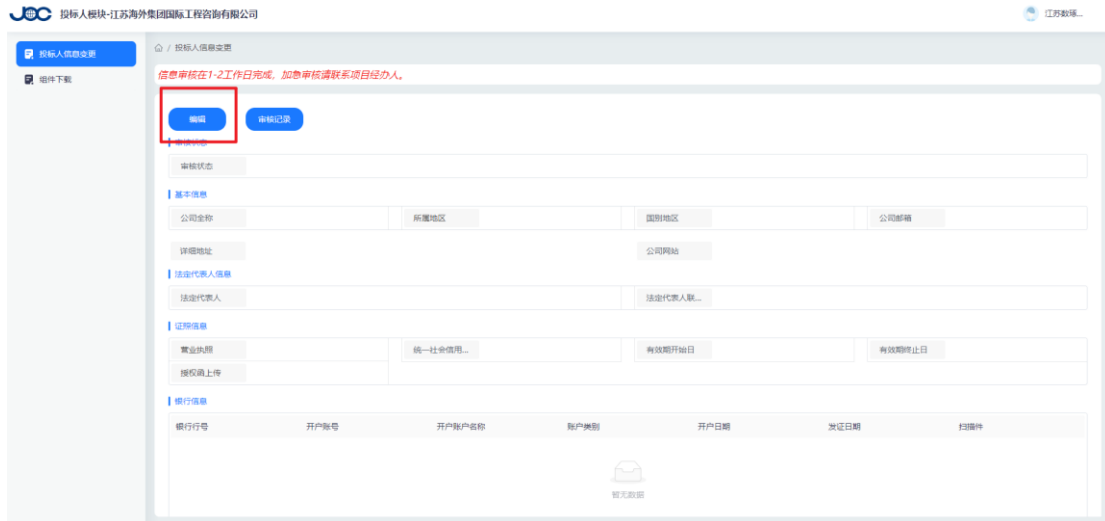 JOC 投标人模块-江苏海外集团国际工程咨询有限公司 江苏数琢...
投标人信息变更
组件下载
/ 投标人信息变更
信息审核在1-2工作日完成，加急审核请联系项目经办人。
编辑 审核记录
审核状态
审核状态
基本信息
公司全称 所属地区 国别地区 公司邮箱
详细地址 公司网站
法定代表人信息
法定代表人 法定代表人联...
证照信息
营业执照 统一社会信用... 有效期开始日 有效期终止日
授权函上传
银行信息
银行行号 开户账号 开户账户名称 账户类别 开户日期 发证日期 扫描件
暂无数据